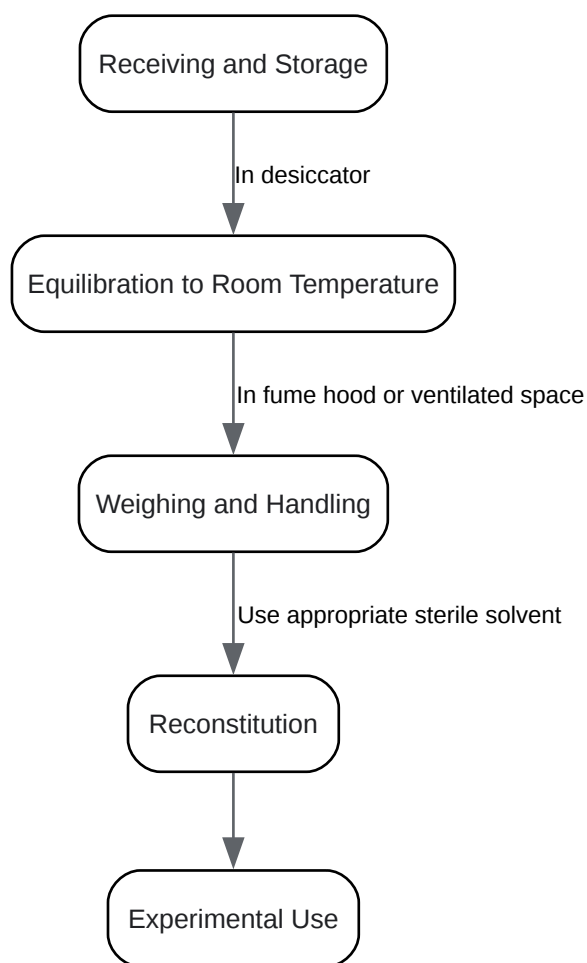 Receiving and Storage
In desiccator
Equilibration to Room Temperature
In fume hood or ventilated space
Weighing and Handling
Use appropriate sterile solvent
Reconstitution
Experimental Use